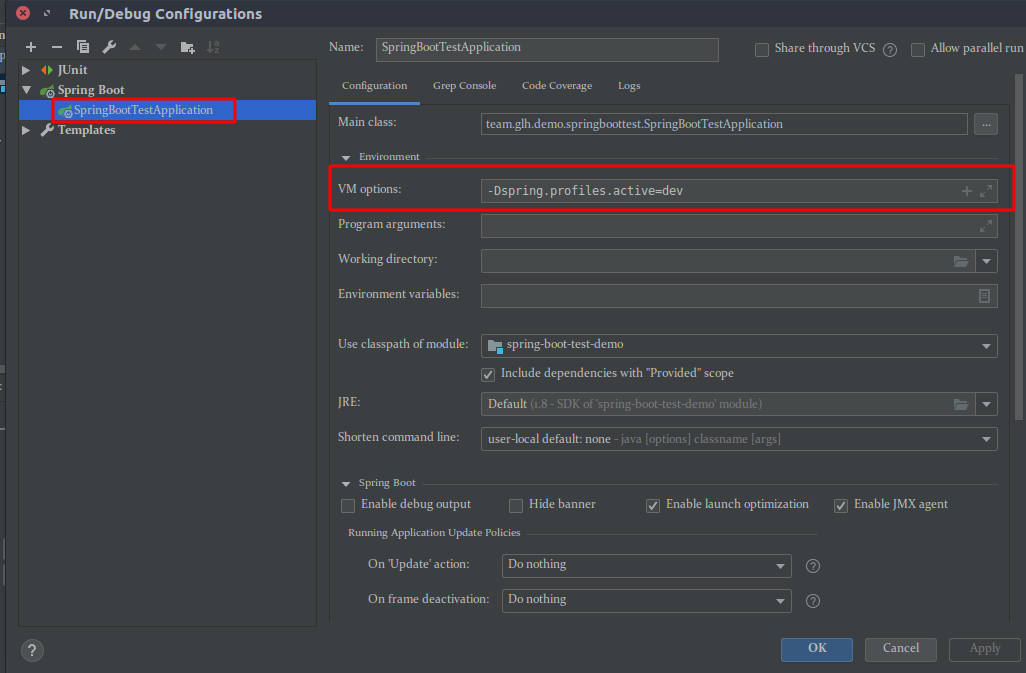 Run/Debug Configurations
Name: SpringBootTestApplication
Share through VCS
Allow parallel run
JUnit
Spring Boot
SpringBootTestApplication
Templates
Configuration Grep Console Code Coverage Logs
Main class: team.glh.demo.springboottest.SpringBootTestApplication ...
Environment
VM options: -Dspring.profiles.active=dev
Program arguments:
Working directory:
Environment variables:
Use classpath of module: spring-boot-test-demo
Include dependencies with "Provided" scope
JRE: Default (1.8 - SDK of 'spring-boot-test-demo' module)
Shorten command line: user-local default: none - java [options] classname [args]
Spring Boot
Enable debug output Hide banner Enable launch optimization Enable JMX agent
Running Application Update Policies
On 'Update' action: Do nothing ?
On frame deactivation: Do nothing ?
? OK Cancel Apply